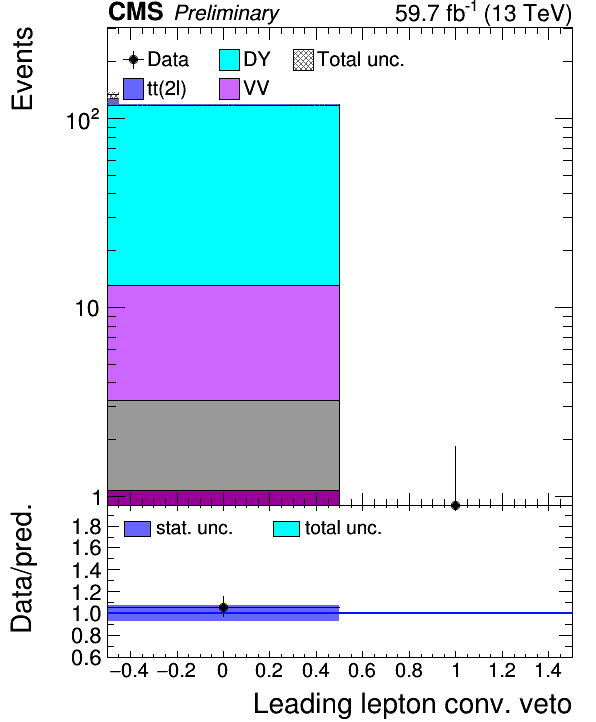 CMS Preliminary 59.7 fb⁻¹ (13 TeV)
Events
Data DY Total unc.
tt(2l) VV
10²
10
1
Data/pred.
stat. unc. total unc.
1.8
1.6
1.4
1.2
1.0
0.8
0.6
−0.4 −0.2 0 0.2 0.4 0.6 0.8 1 1.2 1.4
Leading lepton conv. veto